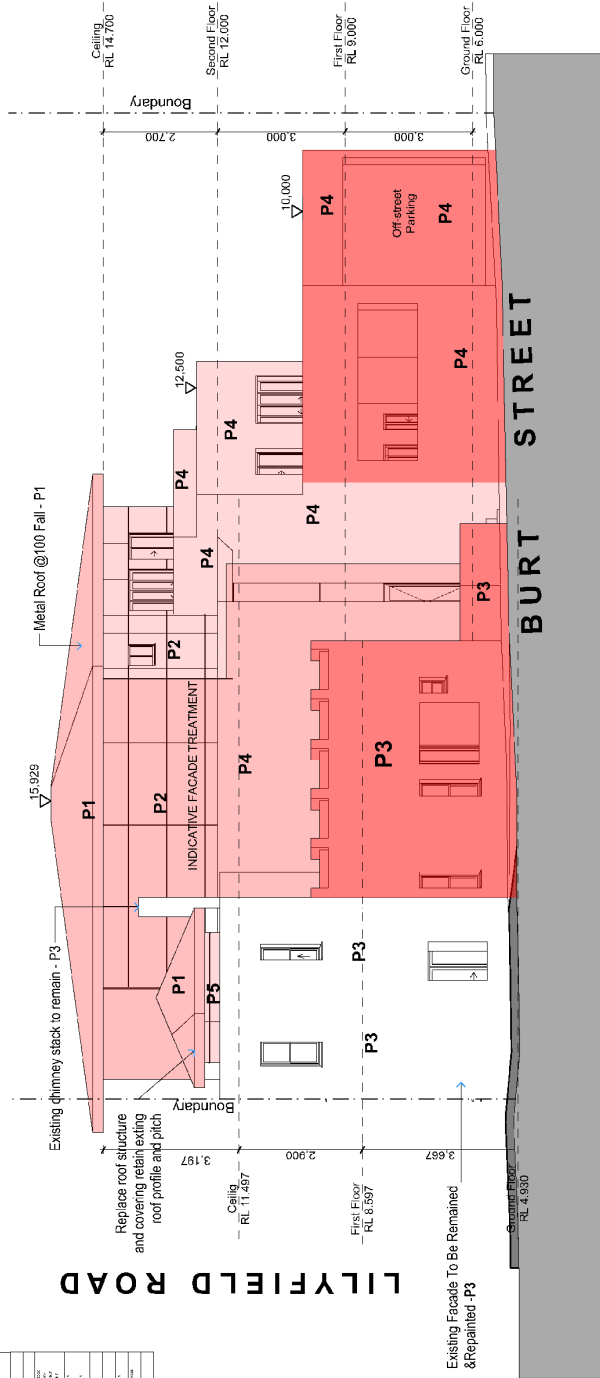 Ceiling
RL 14.700
Second Floor
RL 12.000
First Floor
RL 9.000
Ground Floor
RL 6.000
Boundary
2,700
3,000
3,000
Metal Roof @100 Fall - P1
15,929
12,500
10,000
P4
Off-street
Parking
P4
P4
P4
P4
P4
P4
P2
P3
P1
P2
INDICATIVE FACADE TREATMENT
P4
P3
Existing chimney stack to remain - P3
P1
P5
P3
P3
Replace roof structure
and covering retain exting
roof profile and pitch
Boundary
3,197
2,900
3,667
Ceilig
RL 11.497
First Floor
RL 8.597
Ground Floor
RL 4.930
Existing Facade To Be Remained
&Repainted -P3
LILYFIELD ROAD
BURT STREET